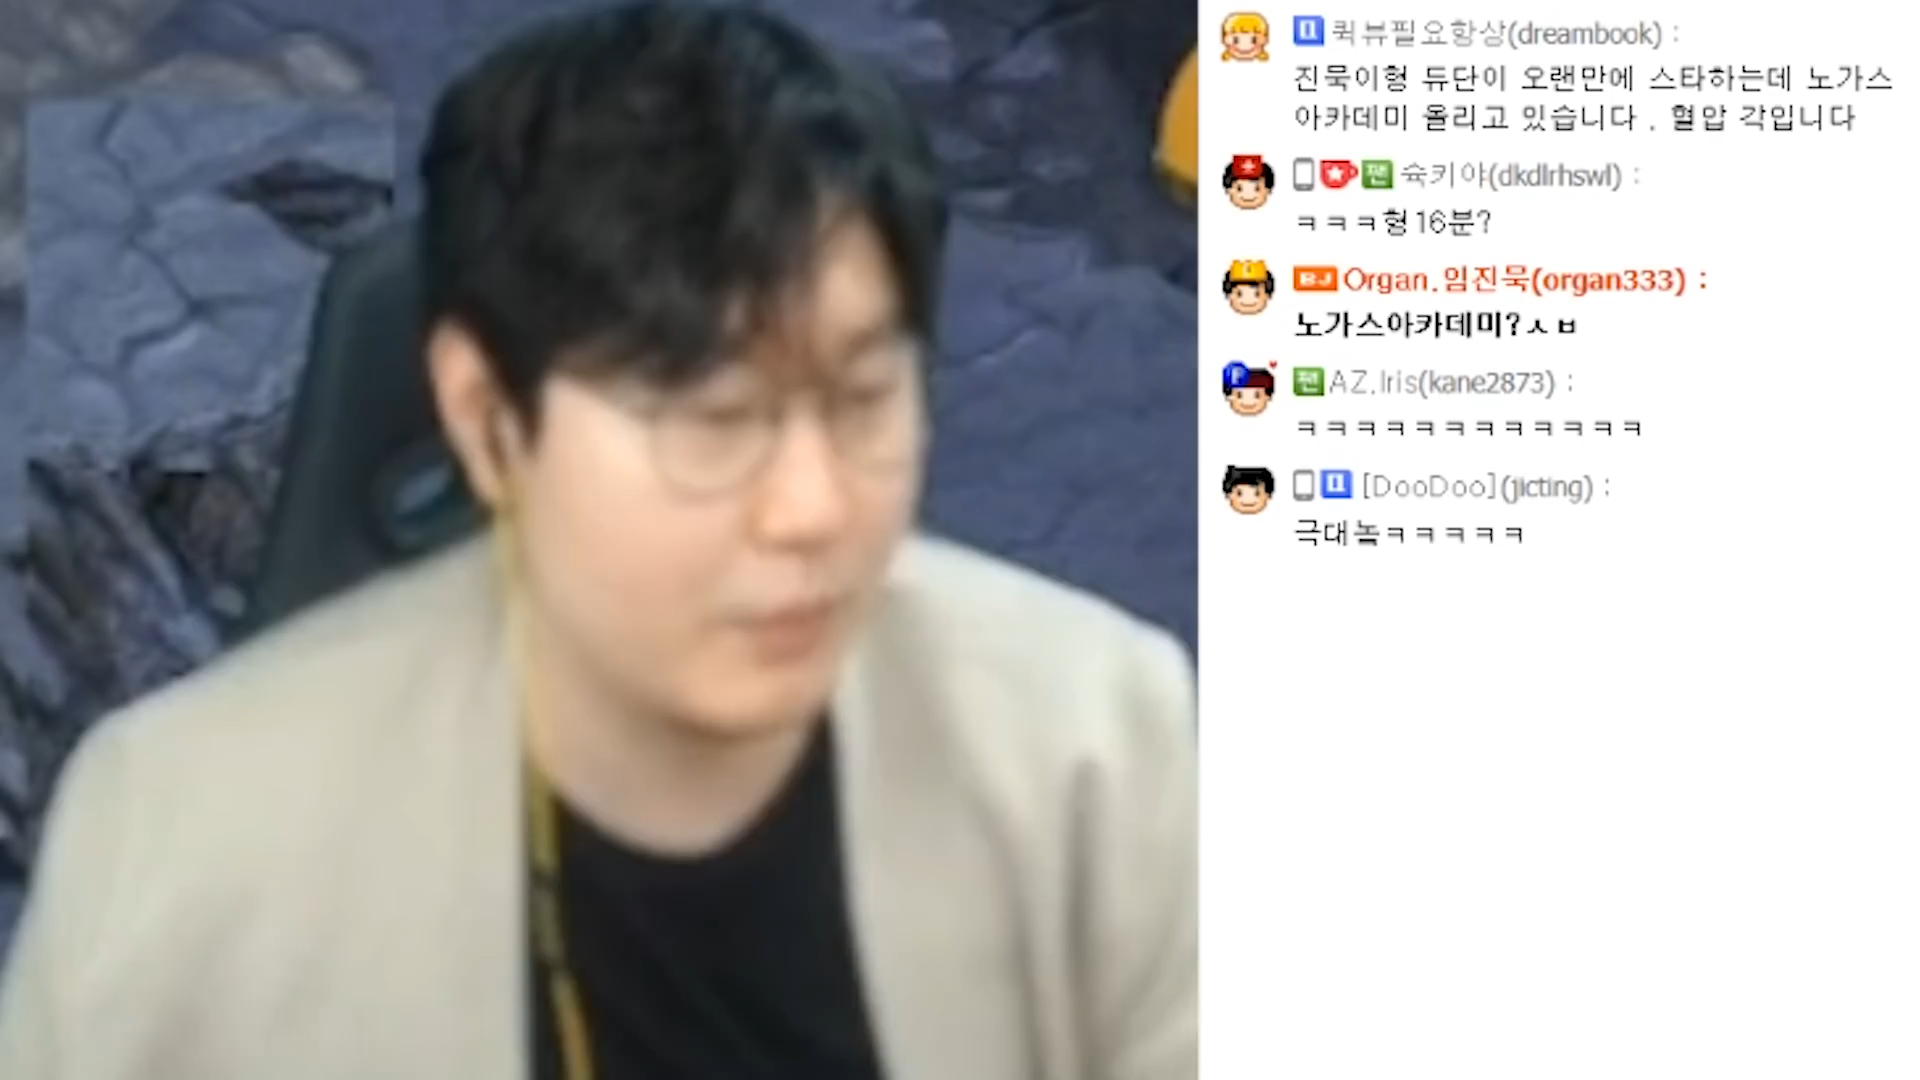 퀵뷰필요항상(dreambook) :
진묵이형 듀단이 오랜만에 스타하는데 노가스
아카데미 올리고 있습니다 . 혈압 각입니다
팬 슉키야(dkdlrhswl) :
ㅋㅋㅋ형16분?
BJ Organ.임진묵(organ333) :
노가스아카데미?ㅅㅂ
팬 AZ.Iris(kane2873) :
ㅋㅋㅋㅋㅋㅋㅋㅋㅋㅋㅋㅋ
[DooDoo](jicting) :
극대놐ㅋㅋㅋㅋㅋ